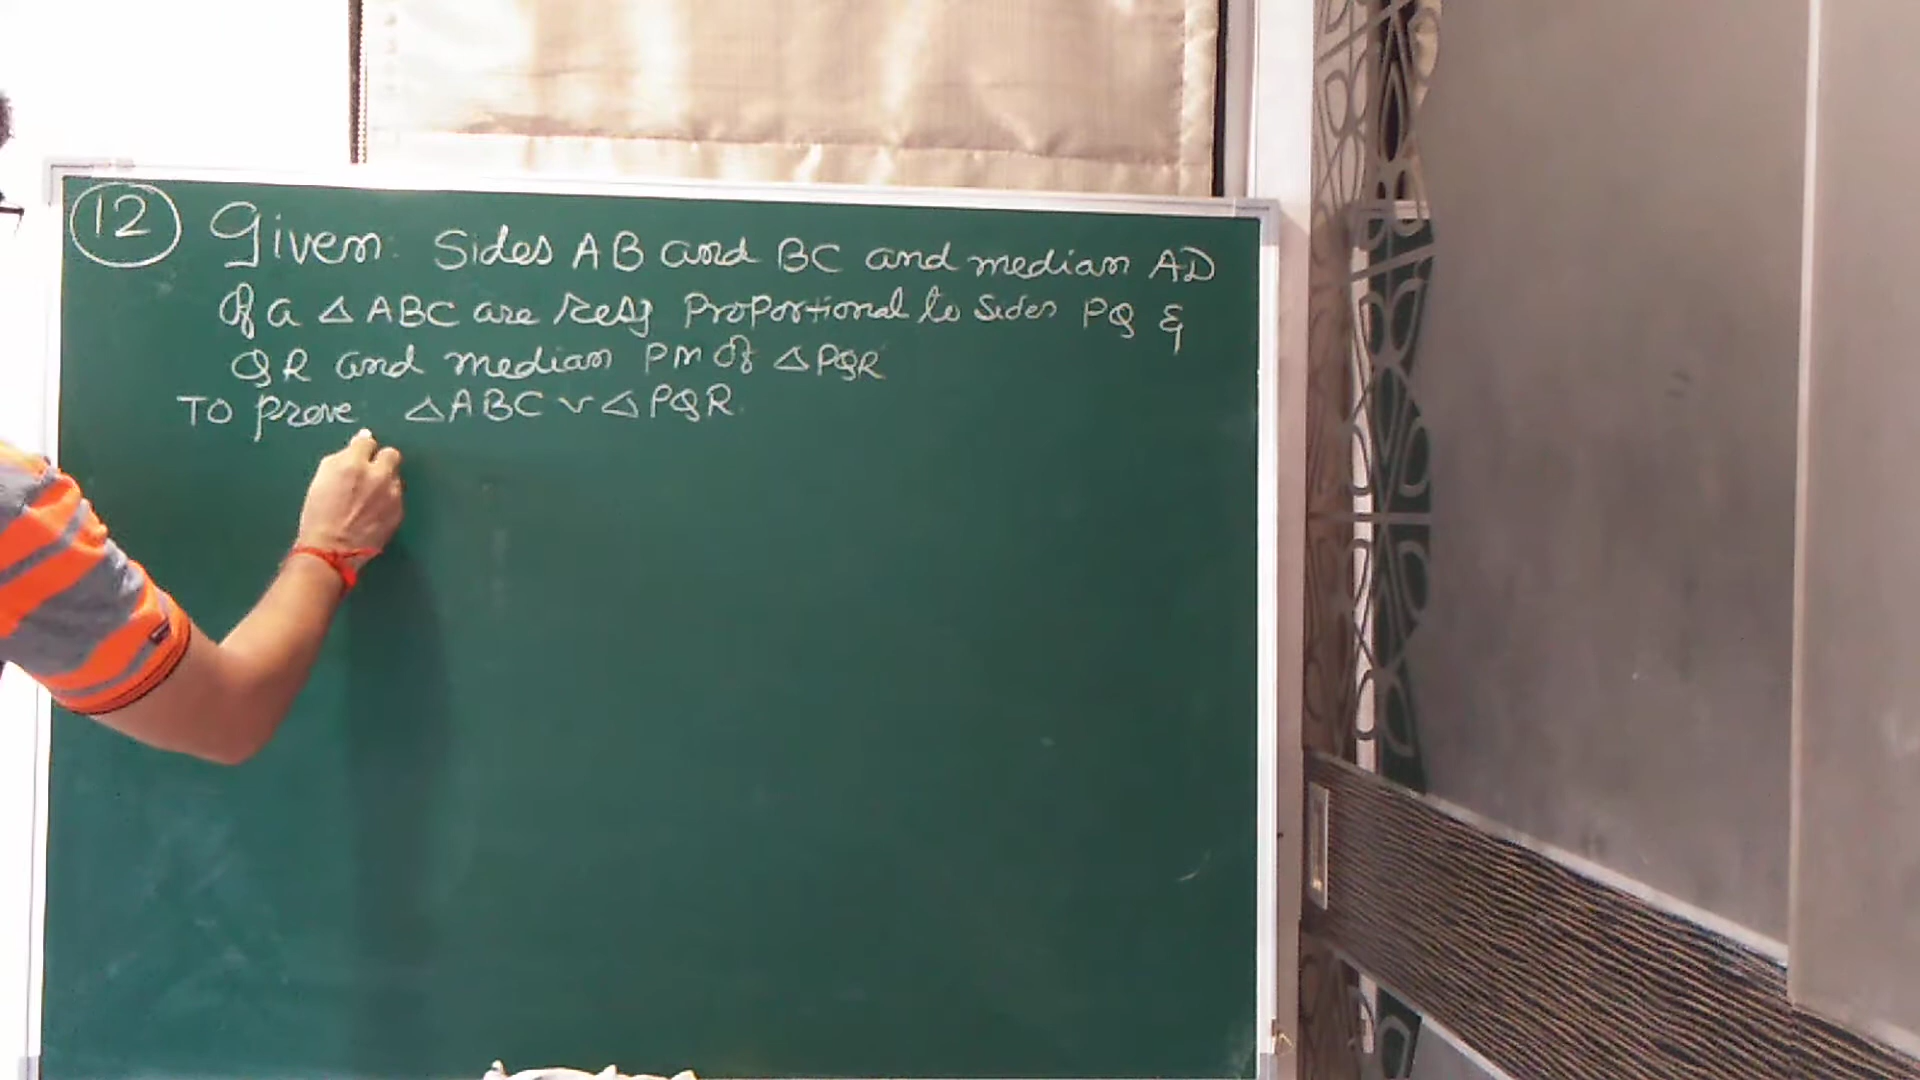 12 Given: Sides AB and BC and median AD
Of a △ ABC are resp Proportional to Sides PQ &
QR and median PM Of △ PQR
TO prove △ABC ~ △PQR